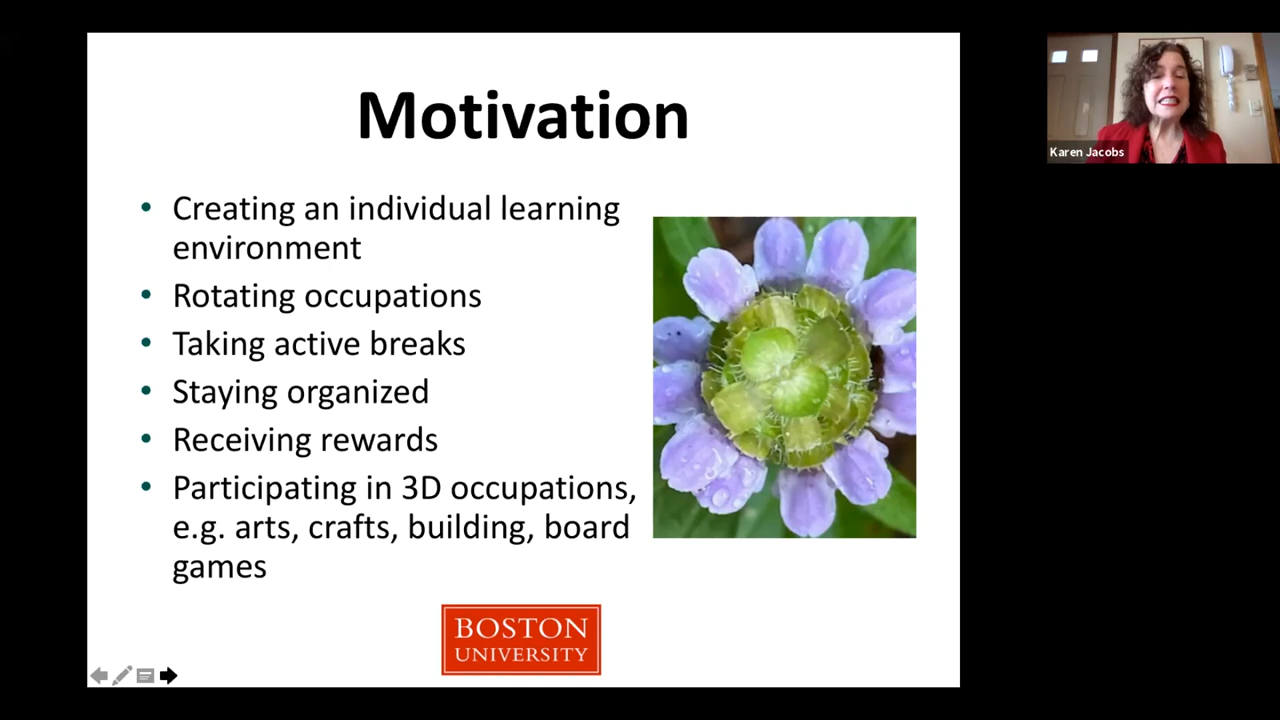 Motivation
• Creating an individual learning
environment
• Rotating occupations
• Taking active breaks
• Staying organized
• Receiving rewards
• Participating in 3D occupations,
e.g. arts, crafts, building, board
games
BOSTON
UNIVERSITY
Karen Jacobs